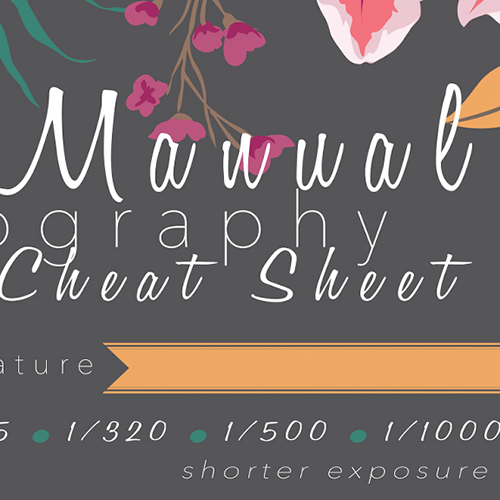 Manual
ography
Cheat Sheet
ature
5 • 1/320 • 1/500 • 1/1000
shorter exposure